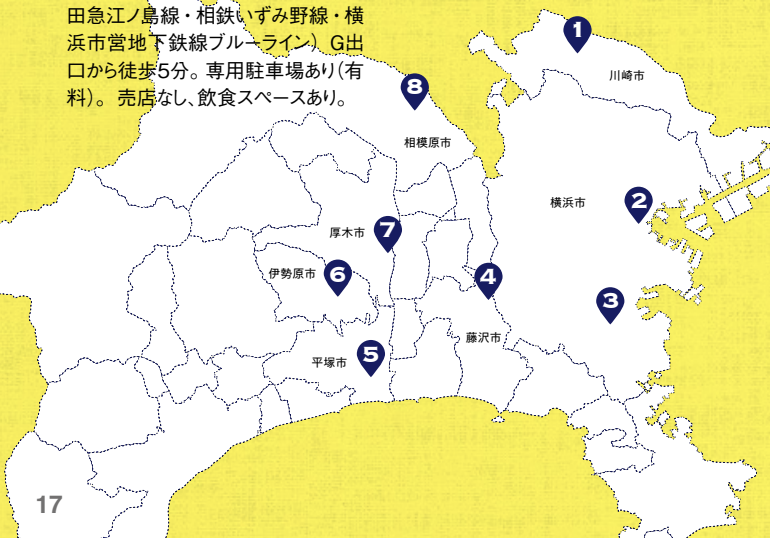 田急江ノ島線・相鉄いずみ野線・横
浜市営地下鉄線ブルーライン） G出
口から徒歩5分。専用駐車場あり(有
料)。 売店なし、飲食スペースあり。
1
川崎市
8
相模原市
横浜市
2
厚木市
7
伊勢原市
6
4
3
藤沢市
平塚市
5
17